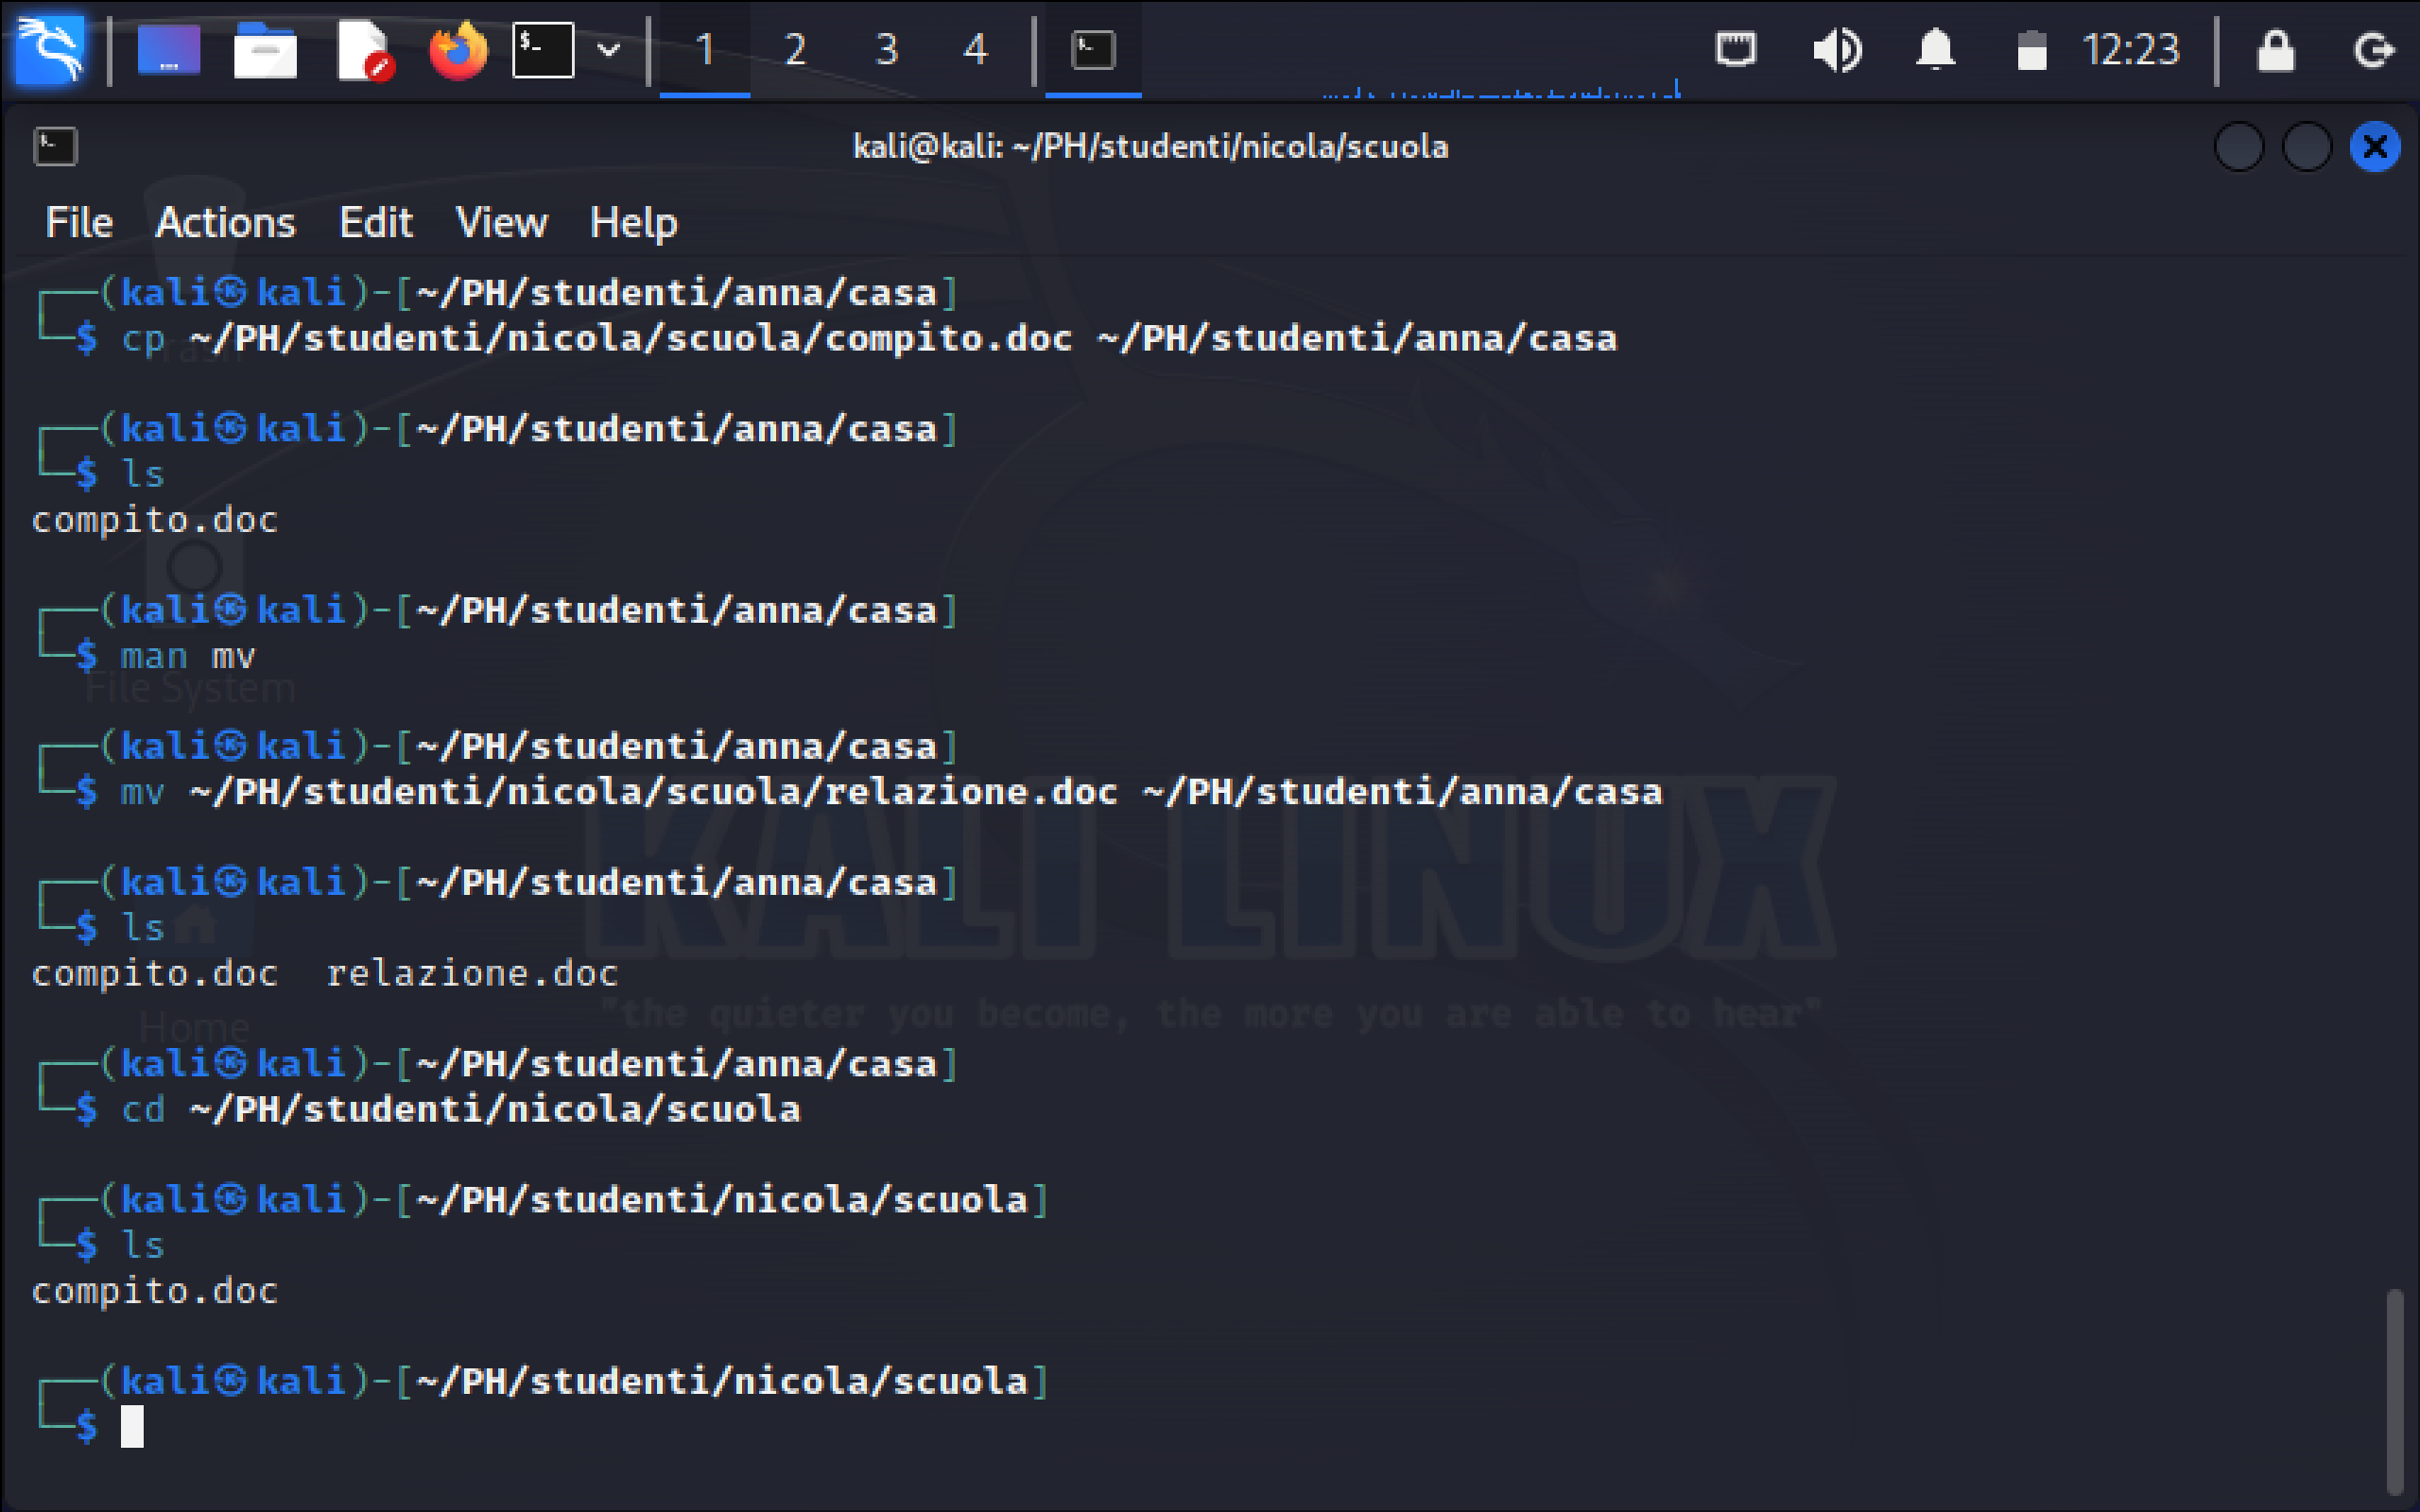 1 2 3 4 12:23
kali@kali: ~/PH/studenti/nicola/scuola
File Actions Edit View Help
┌──(kali㉿kali)-[~/PH/studenti/anna/casa]
└─$ cp ~/PH/studenti/nicola/scuola/compito.doc ~/PH/studenti/anna/casa
Trash
┌──(kali㉿kali)-[~/PH/studenti/anna/casa]
└─$ ls
compito.doc
┌──(kali㉿kali)-[~/PH/studenti/anna/casa]
└─$ man mv
File System
┌──(kali㉿kali)-[~/PH/studenti/anna/casa]
└─$ mv ~/PH/studenti/nicola/scuola/relazione.doc ~/PH/studenti/anna/casa
KALI LINUX
┌──(kali㉿kali)-[~/PH/studenti/anna/casa]
└─$ ls
compito.doc  relazione.doc
"the quieter you become, the more you are able to hear"
Home
┌──(kali㉿kali)-[~/PH/studenti/anna/casa]
└─$ cd ~/PH/studenti/nicola/scuola
┌──(kali㉿kali)-[~/PH/studenti/nicola/scuola]
└─$ ls
compito.doc
┌──(kali㉿kali)-[~/PH/studenti/nicola/scuola]
└─$